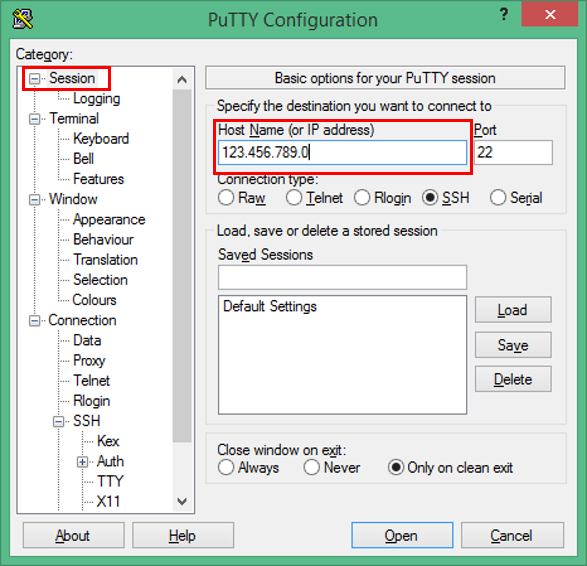 PuTTY Configuration
?
Category:
Session
Logging
Terminal
Keyboard
Bell
Features
Window
Appearance
Behaviour
Translation
Selection
Colours
Connection
Data
Proxy
Telnet
Rlogin
SSH
Kex
Auth
TTY
X11
Basic options for your PuTTY session
Specify the destination you want to connect to
Host Name (or IP address) Port
123.456.789.0 22
Connection type:
Raw Telnet Rlogin SSH Serial
Load, save or delete a stored session
Saved Sessions
Default Settings
Load
Save
Delete
Close window on exit:
Always Never Only on clean exit
About Help Open Cancel